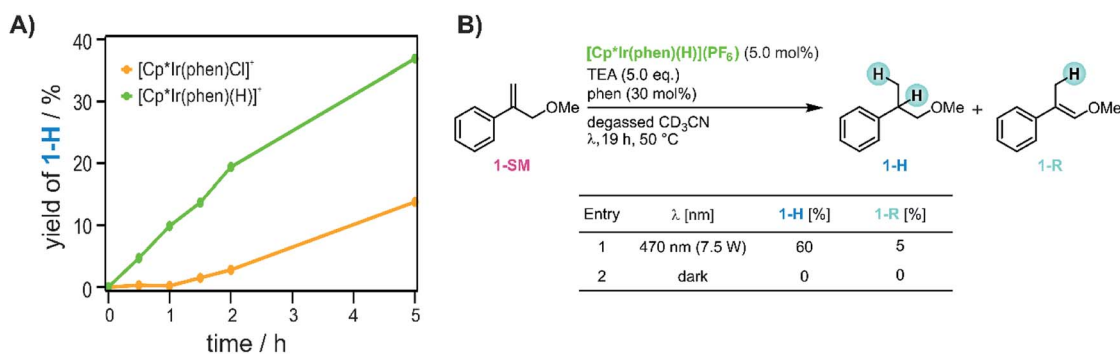 A)
40
30
20
10
0
yield of 1-H / %
[Cp*Ir(phen)Cl]⁺
[Cp*Ir(phen)(H)]⁺
0 1 2 3 4 5
time / h
B)
[Cp*Ir(phen)(H)](PF₆) (5.0 mol%)
TEA (5.0 eq.)
phen (30 mol%)
degassed CD₃CN
λ, 19 h, 50 °C
OMe
1-SM
H
H
OMe
1-H
+
H
OMe
1-R
Entry λ [nm] 1-H [%] 1-R [%]
1 470 nm (7.5 W) 60 5
2 dark 0 0